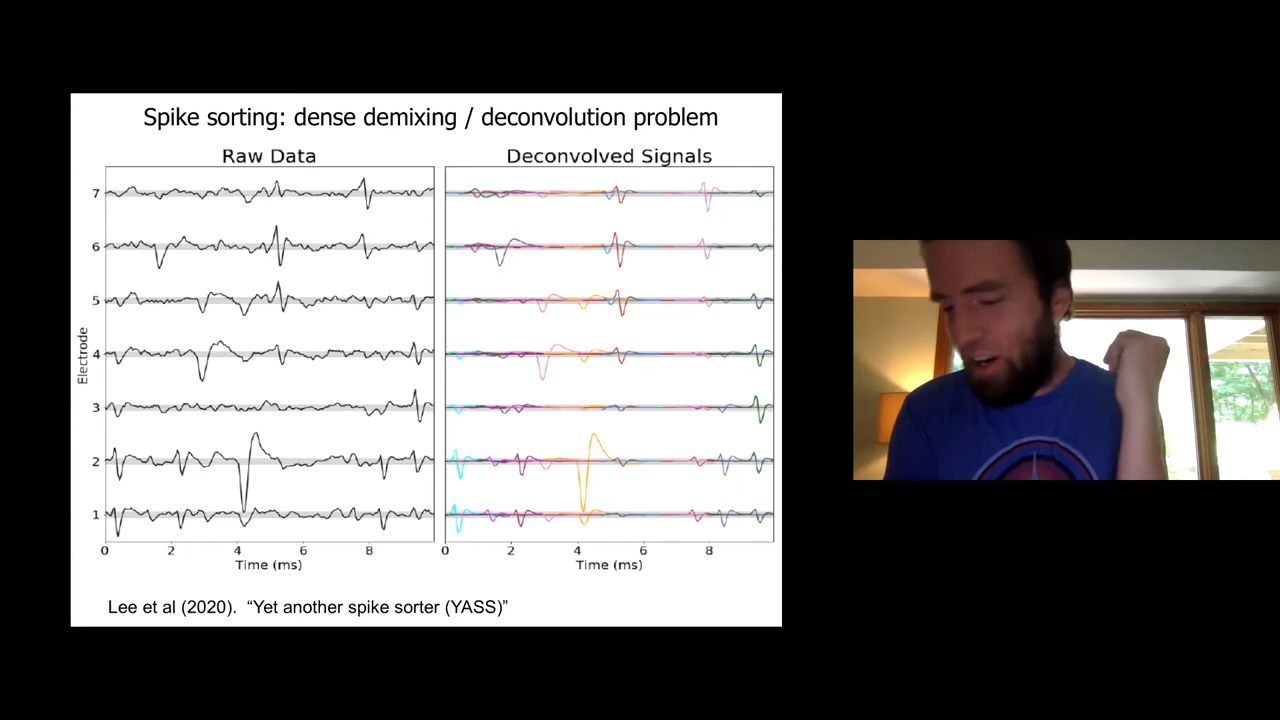 Spike sorting: dense demixing / deconvolution problem
Raw Data
Deconvolved Signals
Electrode
7
6
5
4
3
2
1
0 2 4 6 8
Time (ms)
0 2 4 6 8
Time (ms)
Lee et al (2020). “Yet another spike sorter (YASS)”